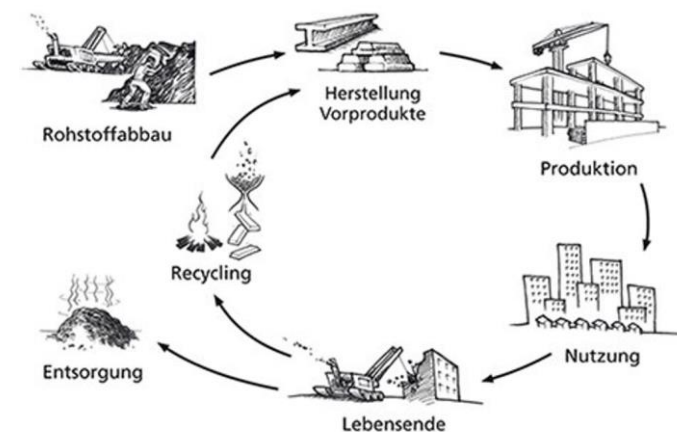 Rohstoffabbau
Herstellung
Vorprodukte
Produktion
Nutzung
Lebensende
Recycling
Entsorgung